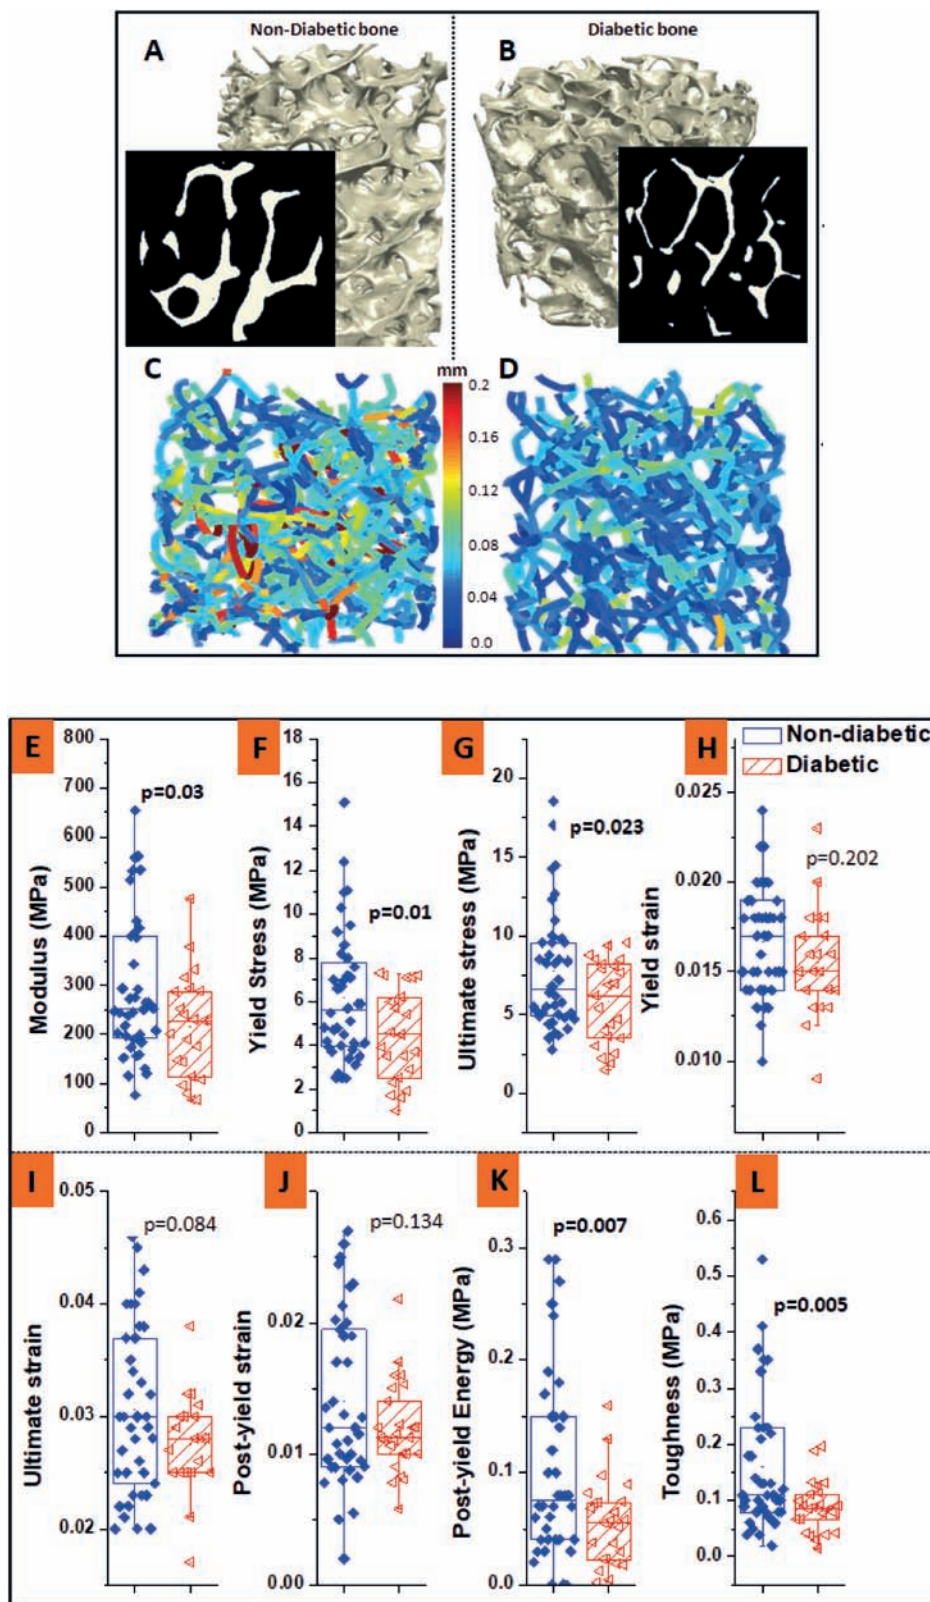 Non-Diabetic bone
Diabetic bone
A
B
C
mm
D
0.2
0.16
0.12
0.08
0.04
0.0
E
F
G
H
Non-diabetic
Diabetic
Modulus (MPa)
800
700
600
500
400
300
200
100
0
p=0.03
Yield Stress (MPa)
18
16
14
12
10
8
6
4
2
0
p=0.01
Ultimate stress (MPa)
20
15
10
5
0
p=0.023
Yield strain
0.025
0.020
0.015
0.010
p=0.202
I
J
K
L
Ultimate strain
0.05
0.04
0.03
0.02
p=0.084
Post-yield strain
0.03
0.02
0.01
0.00
p=0.134
Post-yield Energy (MPa)
0.3
0.2
0.1
0.0
p=0.007
Toughness (MPa)
0.6
0.5
0.4
0.3
0.2
0.1
0.0
p=0.005